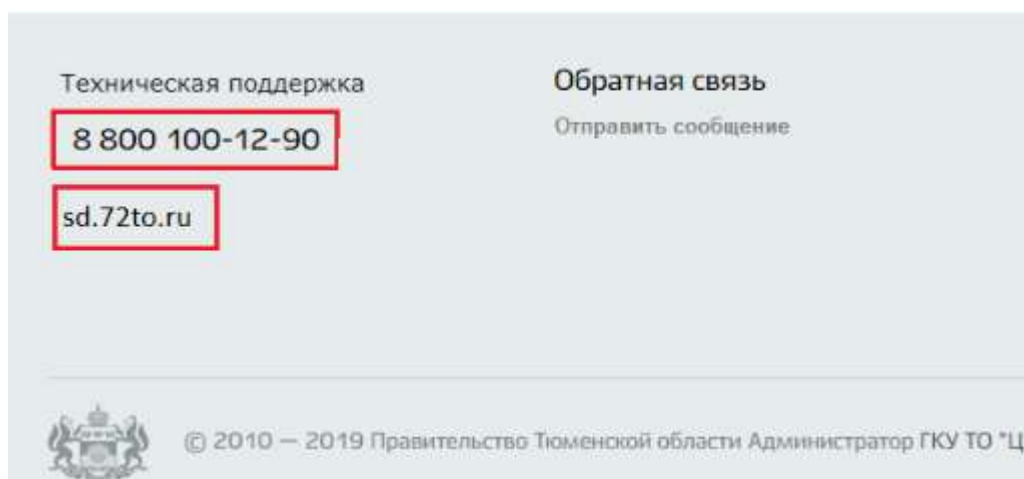 Техническая поддержка
8 800 100-12-90
sd.72to.ru
Обратная связь
Отправить сообщение
© 2010 — 2019 Правительство Тюменской области Администратор ГКУ ТО "Ц